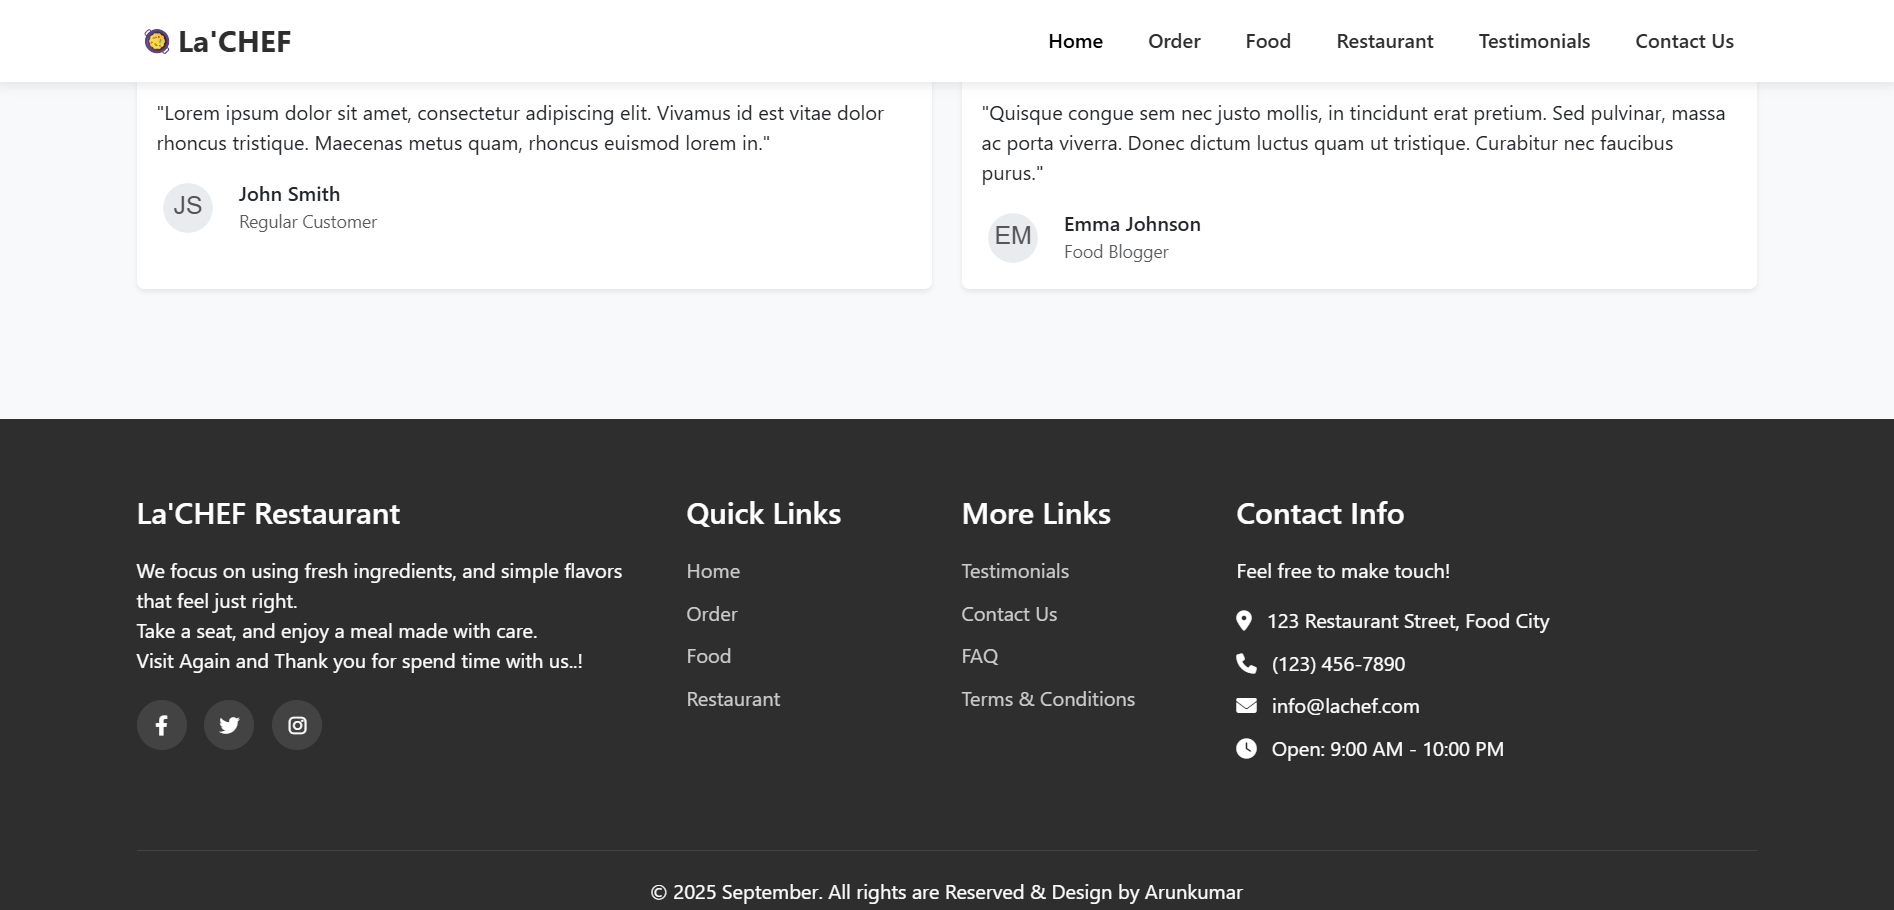 La'CHEF
Home
Order
Food
Restaurant
Testimonials
Contact Us
"Lorem ipsum dolor sit amet, consectetur adipiscing elit. Vivamus id est vitae dolor
rhoncus tristique. Maecenas metus quam, rhoncus euismod lorem in."
JS
John Smith
Regular Customer
"Quisque congue sem nec justo mollis, in tincidunt erat pretium. Sed pulvinar, massa
ac porta viverra. Donec dictum luctus quam ut tristique. Curabitur nec faucibus
purus."
EM
Emma Johnson
Food Blogger
La'CHEF Restaurant
We focus on using fresh ingredients, and simple flavors
that feel just right.
Take a seat, and enjoy a meal made with care.
Visit Again and Thank you for spend time with us..!
Quick Links
Home
Order
Food
Restaurant
More Links
Testimonials
Contact Us
FAQ
Terms & Conditions
Contact Info
Feel free to make touch!
123 Restaurant Street, Food City
(123) 456-7890
info@lachef.com
Open: 9:00 AM - 10:00 PM
© 2025 September. All rights are Reserved & Design by Arunkumar